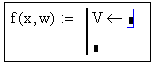 f(x,w) := V ←